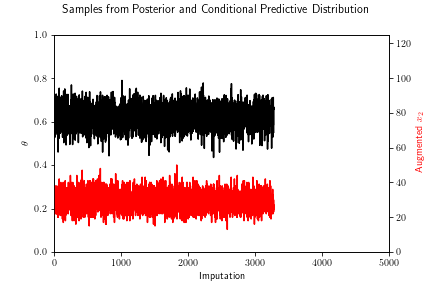 Samples from Posterior and Conditional Predictive Distribution
1.0
0.8
0.6
0.4
0.2
0.0
θ
120
100
80
60
40
20
0
Augmented x₂
0 1000 2000 3000 4000 5000
Imputation